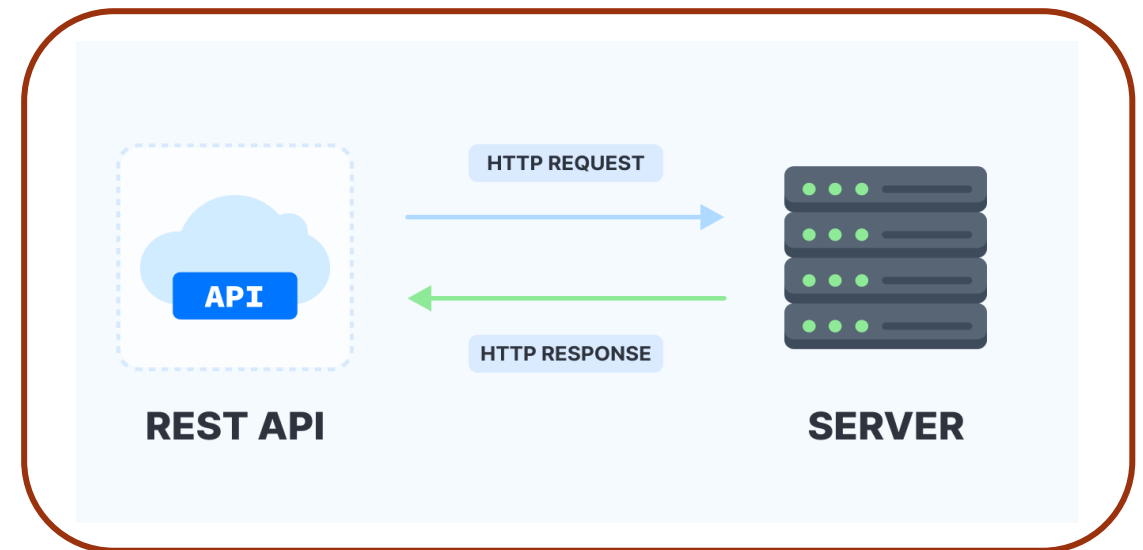 HTTP REQUEST
API
HTTP RESPONSE
REST API
SERVER